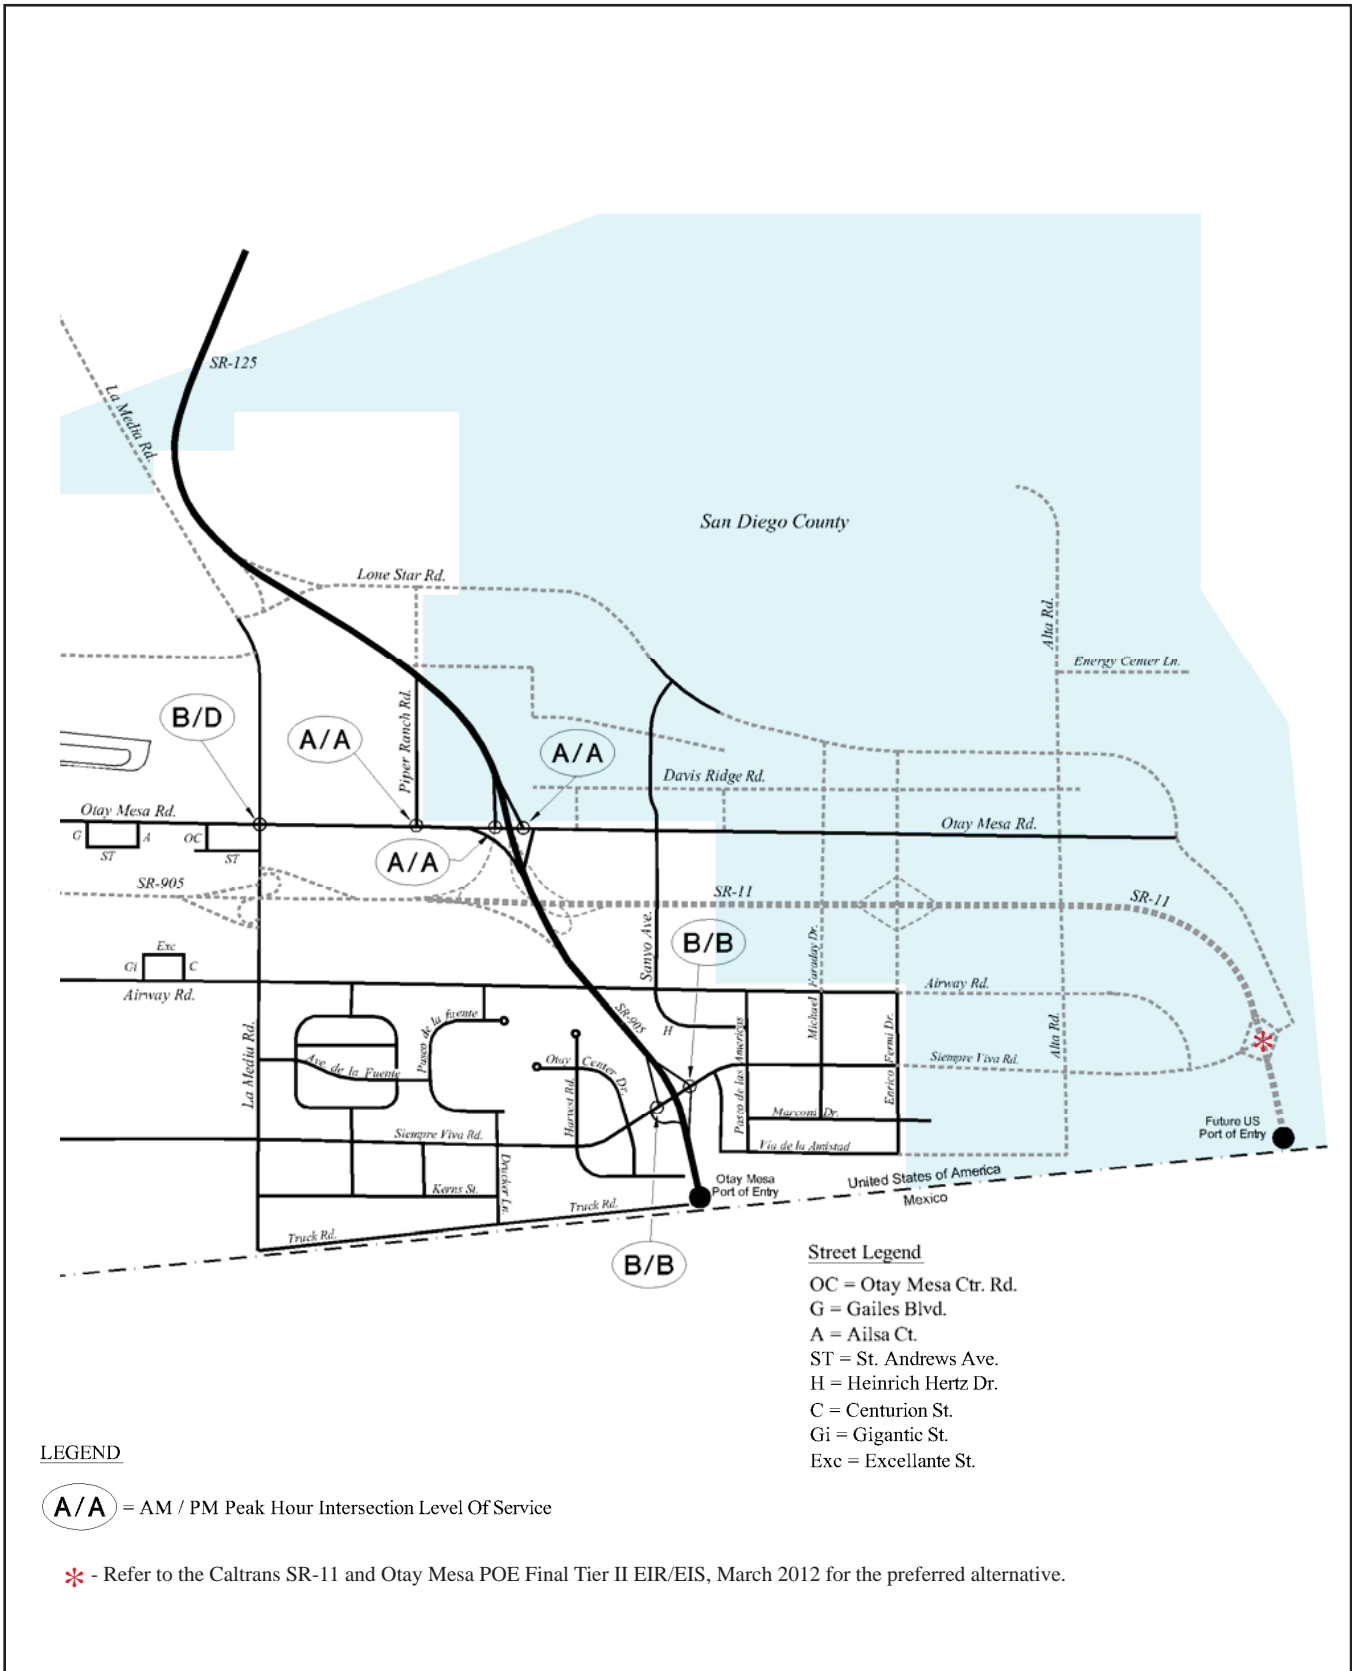 SR-125
La Media Rd.
San Diego County
Lone Star Rd.
Alta Rd.
Energy Center Ln.
B/D
A/A
Piper Ranch Rd.
A/A
Davis Ridge Rd.
Otay Mesa Rd.
Otay Mesa Rd.
G
A
ST
OC
ST
A/A
SR-905
SR-11
SR-11
Exc
Gi
C
Sanyo Ave.
B/B
Michael Faraday Dr.
Airway Rd.
Airway Rd.
La Media Rd.
Paseo de la fuente
Ave. de la Fuente
SR-905
H
Otay Center Dr.
Harvest Rd.
Paseo de las Americas
Enrico Fermi Dr.
Alta Rd.
Siempre Viva Rd.
*
Marconi Dr.
Via de la Amistad
Future US
Port of Entry
Siempre Viva Rd.
Drucker Ln.
Kerns St.
Otay Mesa
Port of Entry
United States of America
Mexico
Truck Rd.
Truck Rd.
B/B
Street Legend
OC = Otay Mesa Ctr. Rd.
G = Gailes Blvd.
A = Ailsa Ct.
ST = St. Andrews Ave.
H = Heinrich Hertz Dr.
C = Centurion St.
Gi = Gigantic St.
Exc = Excellante St.
LEGEND
A/A = AM / PM Peak Hour Intersection Level Of Service
* - Refer to the Caltrans SR-11 and Otay Mesa POE Final Tier II EIR/EIS, March 2012 for the preferred alternative.